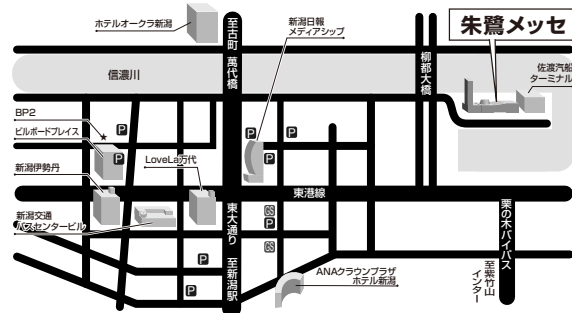 ホテルオークラ新潟
至古町
萬代橋
新潟日報
メディアシップ
柳都大橋
朱鷺メッセ
佐渡汽船
ターミナル
信濃川
BP2
★
P
P
P
ビルボードプレイス
P
P
LoveLa万代
新潟伊勢丹
東港線
新潟交通
バスセンタービル
東大通り
GS
P
GS
P
栗の木バイパス
至新潟駅
P
ANAクラウンプラザ
ホテル新潟
至紫竹山
インター